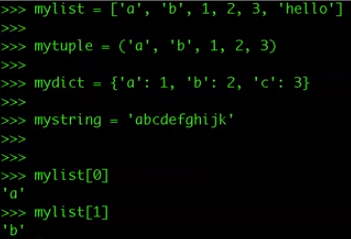 >>> mylist = ['a', 'b', 1, 2, 3, 'hello']
>>>
>>> mytuple = ('a', 'b', 1, 2, 3)
>>>
>>> mydict = {'a': 1, 'b': 2, 'c': 3}
>>>
>>> mystring = 'abcdefghijk'
>>>
>>>
>>> mylist[0]
'a'
>>> mylist[1]
'b'